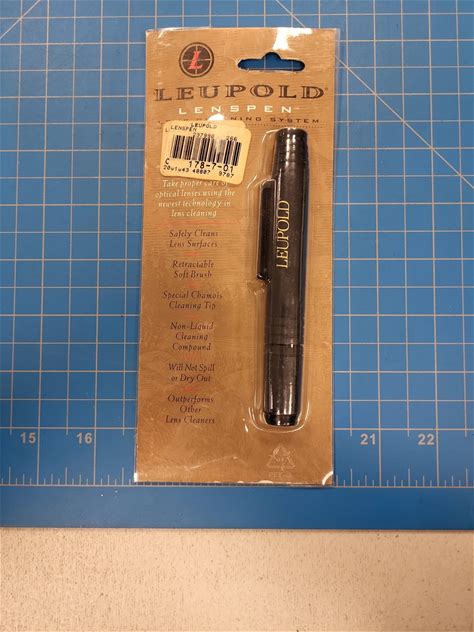 LEUPOLD
LENSPEN
SYSTEM
LEUPOLD
LENSPEN
266
C 178-7-01
Take proper care of
optical lenses using the
newest technology in
lens cleaning
Safely Cleans
Lens Surfaces
Retractable
Soft Brush
Special Chamois
Cleaning Tip
Non-Liquid
Cleaning
Compound
Will Not Spill
or Dry Out
Outperforms
Other
Lens Cleaners
LEUPOLD
15
16
21
22